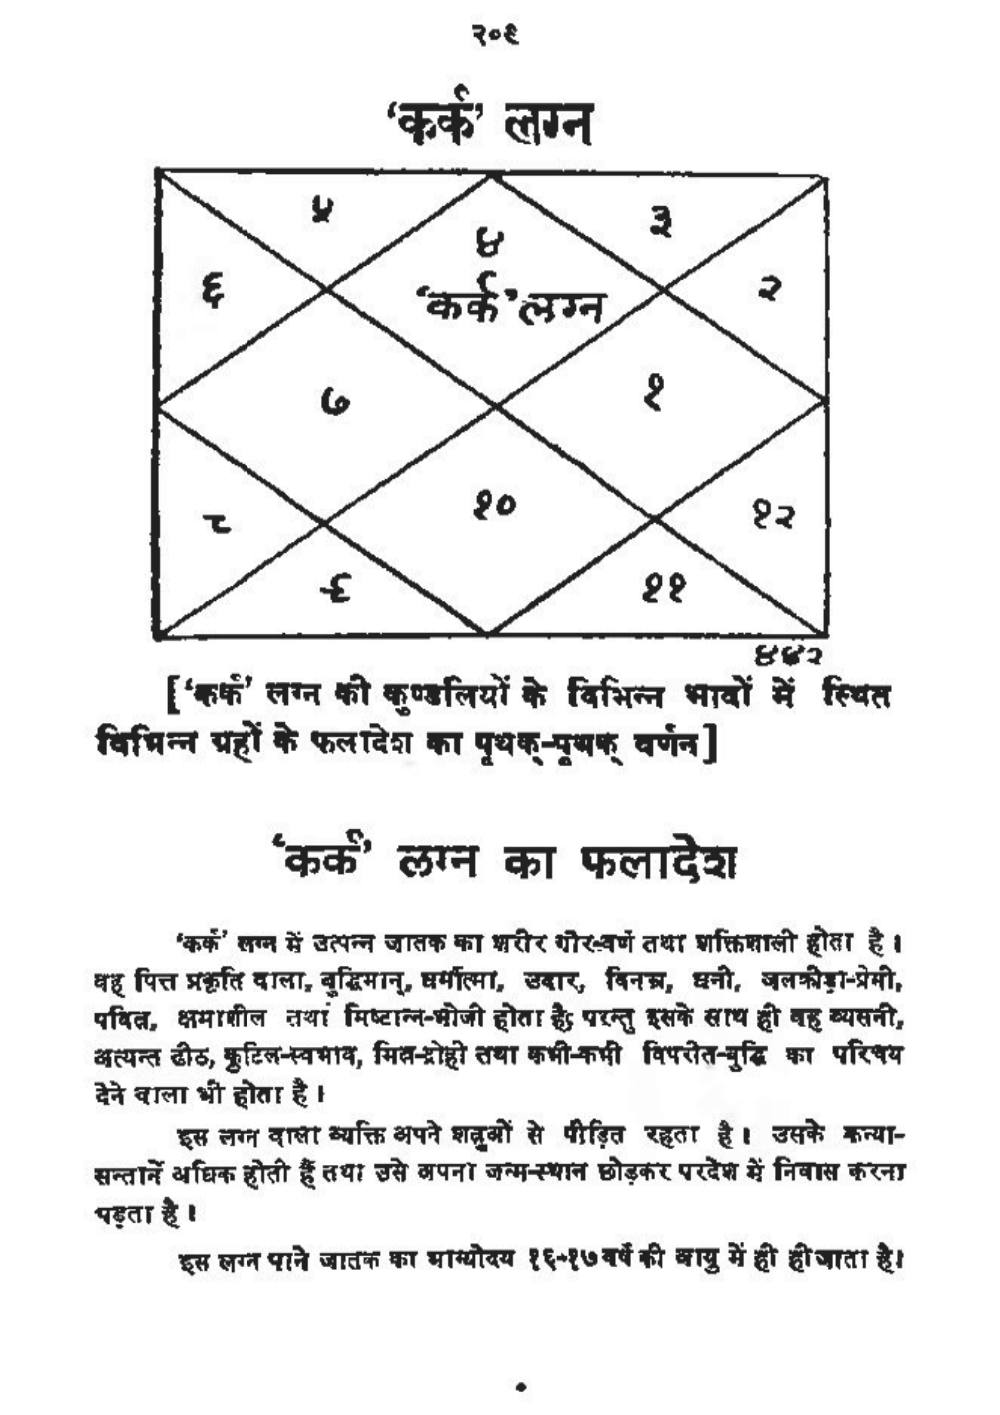 २०९
‘कर्क’ लग्न
५
३
४
६
२
‘कर्क’ लग्न
७
१
१०
८
१२
९
११
४४२
[‘कर्क’ लग्न की कुण्डलियों के विभिन्न भावों में स्थित
विभिन्न ग्रहों के फलादेश का पृथक्-पृथक् वर्णन]
‘कर्क’ लग्न का फलादेश
‘कर्क’ लग्न में उत्पन्न जातक का शरीर गौर-वर्ण तथा शक्तिशाली होता है।
वह पित्त प्रकृति वाला, बुद्धिमान्, धर्मात्मा, उदार, विनम्र, धनी, जलक्रीड़ा-प्रेमी,
पवित्र, क्षमाशील तथा मिष्टान्न-भोजी होता है; परन्तु इसके साथ ही वह व्यसनी,
अत्यन्त ढीठ, कुटिल-स्वभाव, मित्र-द्रोही तथा कभी-कभी विपरीत-बुद्धि का परिचय
देने वाला भी होता है।
इस लग्न वाला व्यक्ति अपने शत्रुओं से पीड़ित रहता है। उसके कन्या-
सन्तानें अधिक होती हैं तथा उसे अपना जन्म-स्थान छोड़कर परदेश में निवास करना
पड़ता है।
इस लग्न पाने जातक का भाग्योदय १६-१७ वर्ष की आयु में ही हो जाता है।